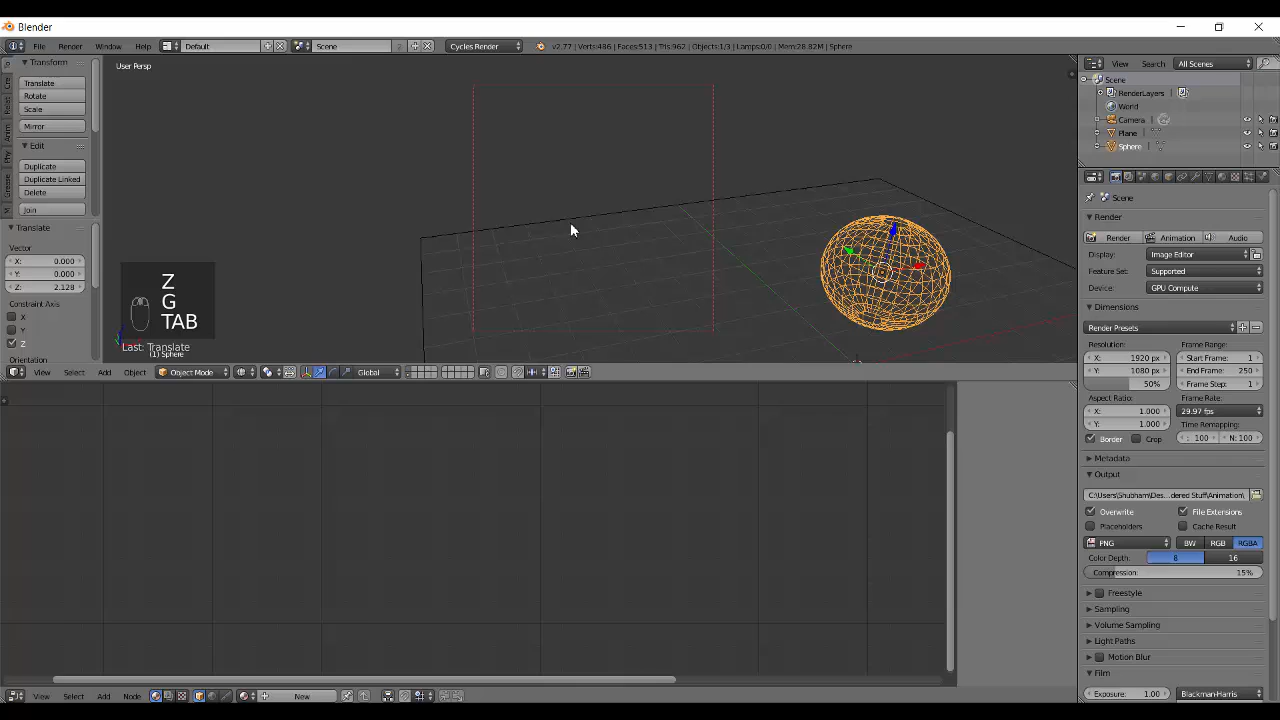 Blender
File Render Window Help Default Scene 2 Cycles Render v2.77 | Verts:486 | Faces:513 | Tris:962 | Objects:1/3 | Lamps:0/0 | Mem:28.82M | Sphere
View Search All Scenes
Transform
User Persp
Translate
Rotate
Scale
Mirror
Edit
Duplicate
Duplicate Linked
Delete
Join
Translate
Vector
X: 0.000
Y: 0.000
Z: 2.128
Constraint Axis
X
Y
Z
Orientation
Z
G
TAB
Last: Translate
(1) Sphere
View Select Add Object Object Mode Global
View Select Add Node New
Scene
RenderLayers
World
Camera
Plane
Sphere
Scene
Render
Render Animation Audio
Display: Image Editor
Feature Set: Supported
Device: GPU Compute
Dimensions
Render Presets
Resolution: Frame Range:
X: 1920 px Start Frame: 1
Y: 1080 px End Frame: 250
50% Frame Step: 1
Aspect Ratio: Frame Rate:
X: 1.000 29.97 fps
Y: 1.000 Time Remapping:
Border Crop : 100 N: 100
Metadata
Output
C:\Users\Shubham\Des...dered Stuff\Animation\
Overwrite File Extensions
Placeholders Cache Result
PNG BW RGB RGBA
Color Depth: 8 16
Compression: 15%
Freestyle
Sampling
Volume Sampling
Light Paths
Motion Blur
Film
Exposure: 1.00 Blackman-Harris